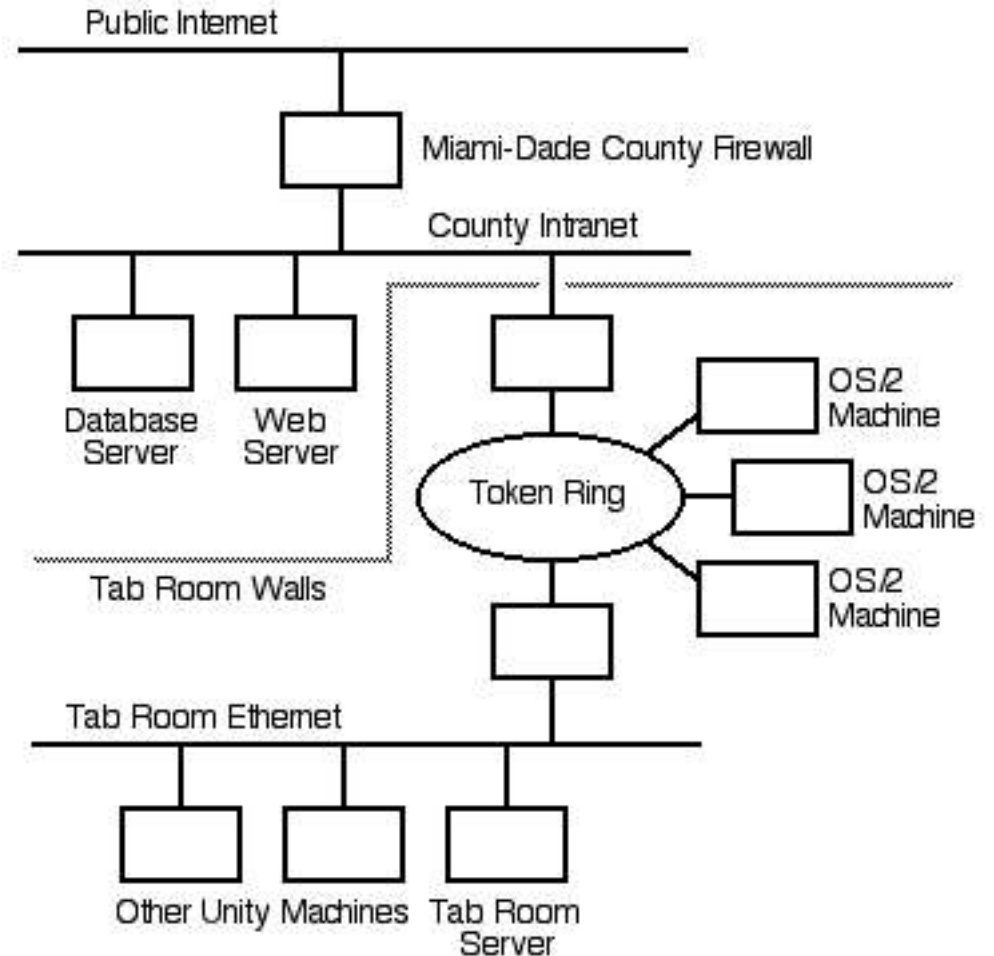 Public Internet
Miami-Dade County Firewall
County Intranet
Database
Server
Web
Server
OS/2
Machine
Token Ring
OS/2
Machine
OS/2
Machine
Tab Room Walls
Tab Room Ethernet
Other Unity Machines
Tab Room
Server